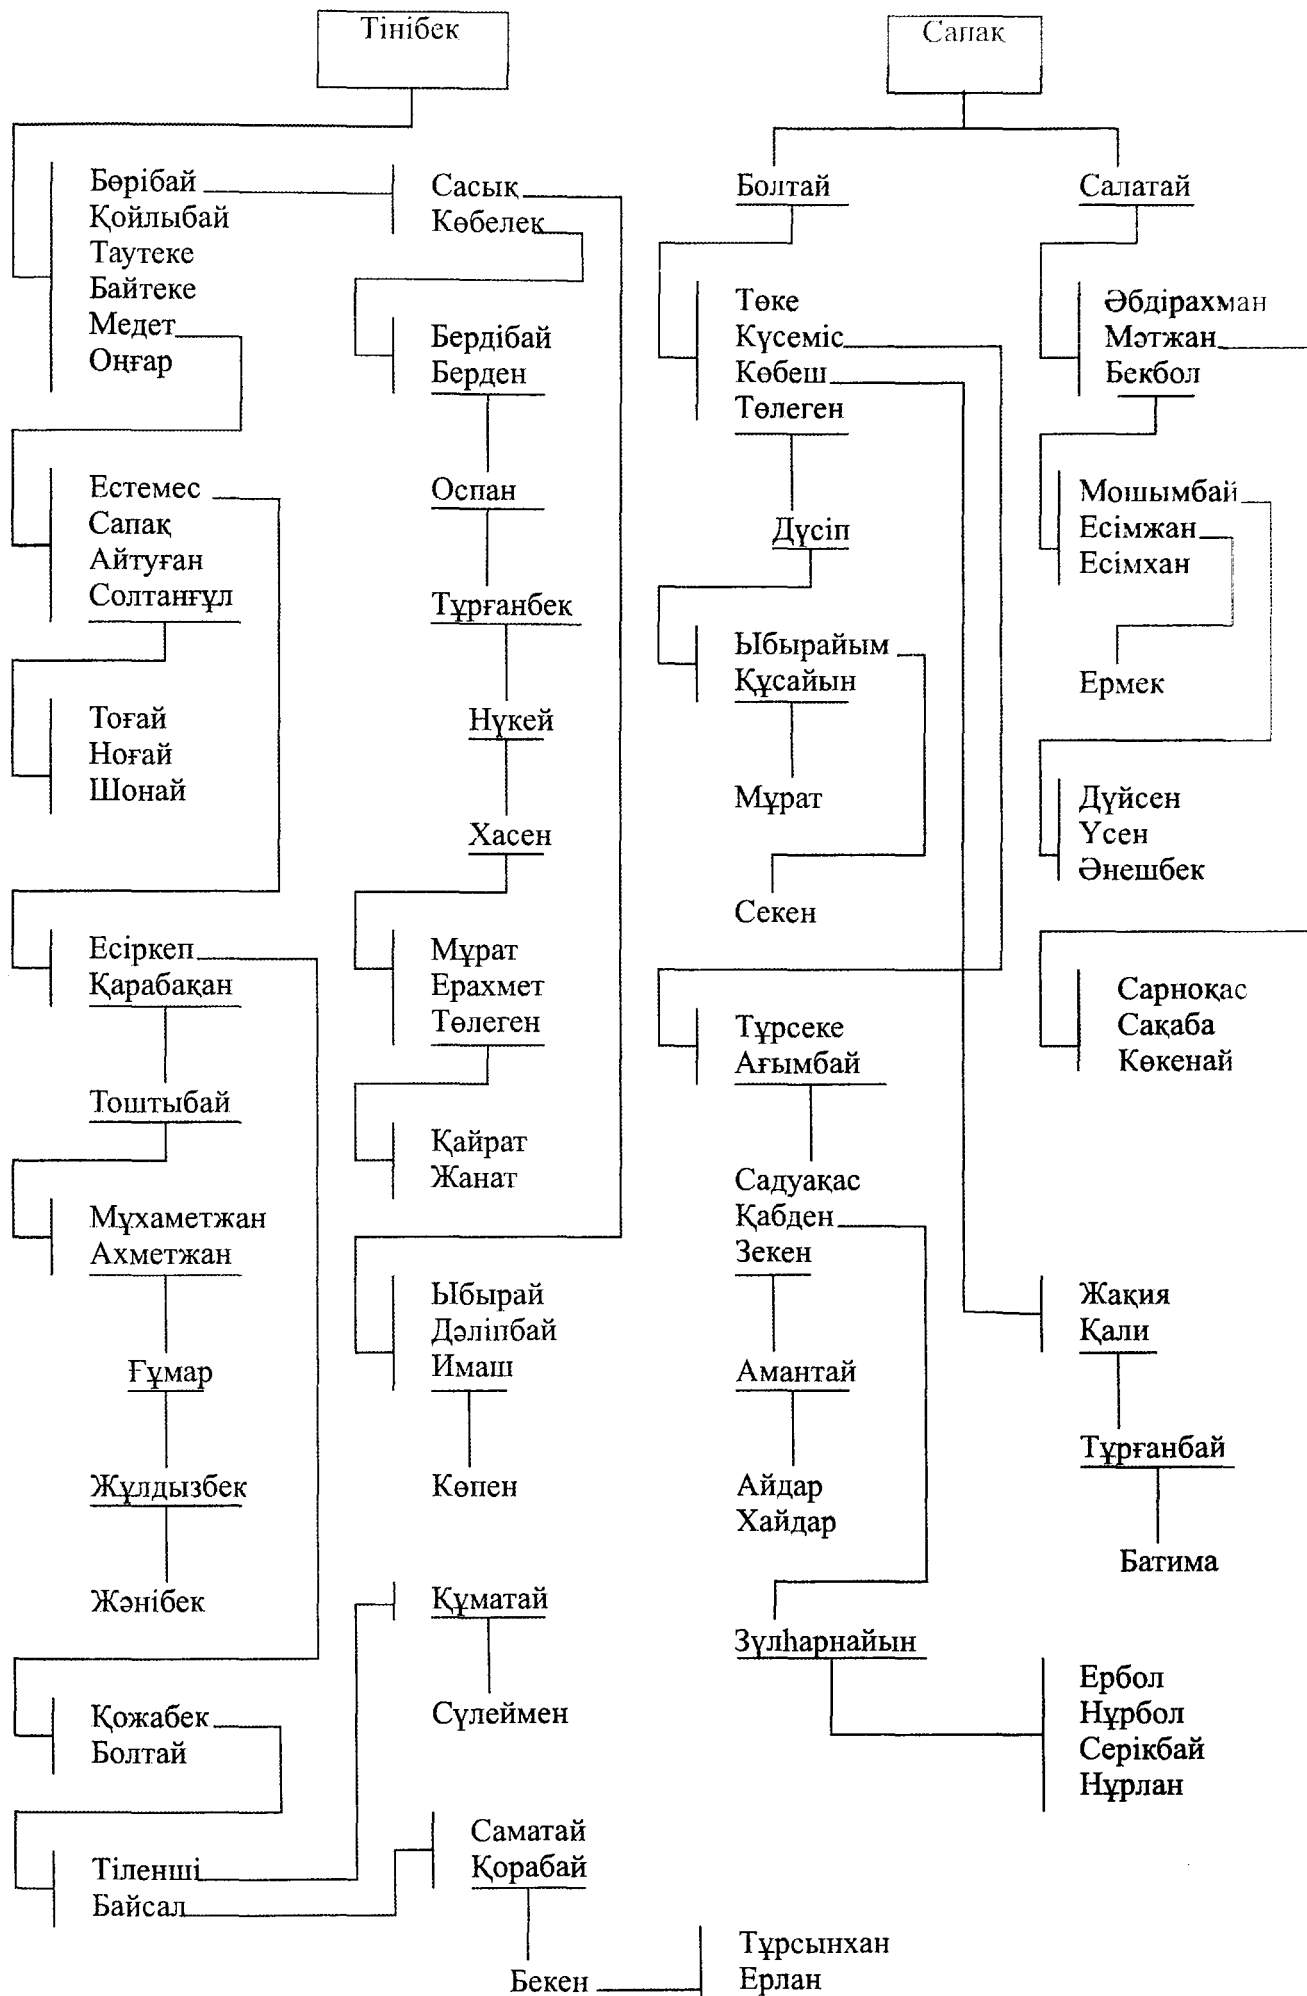 Тінібек
Сапақ
Бөрібай
Қойлыбай
Таутеке
Байтеке
Медет
Оңғар
Сасық
Көбелек
Бердібай
Берден
Естемес
Сапақ
Айтуған
Солтанғұл
Оспан
Тұрғанбек
Тоғай
Ноғай
Шонай
Нүкей
Хасен
Есіркеп
Қарабақан
Мұрат
Ерахмет
Төлеген
Тоштыбай
Қайрат
Жанат
Мұхаметжан
Ахметжан
Ыбырай
Дәліпбай
Имаш
Ғұмар
Жұлдызбек
Көпен
Жәнібек
Құматай
Сүлеймен
Қожабек
Болтай
Тіленші
Байсал
Саматай
Қорабай
Бекен
Тұрсынхан
Ерлан
Болтай
Салатай
Төке
Күсеміс
Көбеш
Төлеген
Әбдірахман
Мәтжан
Бекбол
Дүсіп
Мошымбай
Есімжан
Есімхан
Ыбырайым
Құсайын
Ермек
Мұрат
Дүйсен
Үсен
Әнешбек
Секен
Тұрсеке
Ағымбай
Сарноқас
Сақаба
Көкенай
Садуақас
Қабден
Зекен
Жақия
Қали
Амантай
Тұрғанбай
Айдар
Хайдар
Батима
Зүлһарнайын
Ербол
Нұрбол
Серікбай
Нұрлан